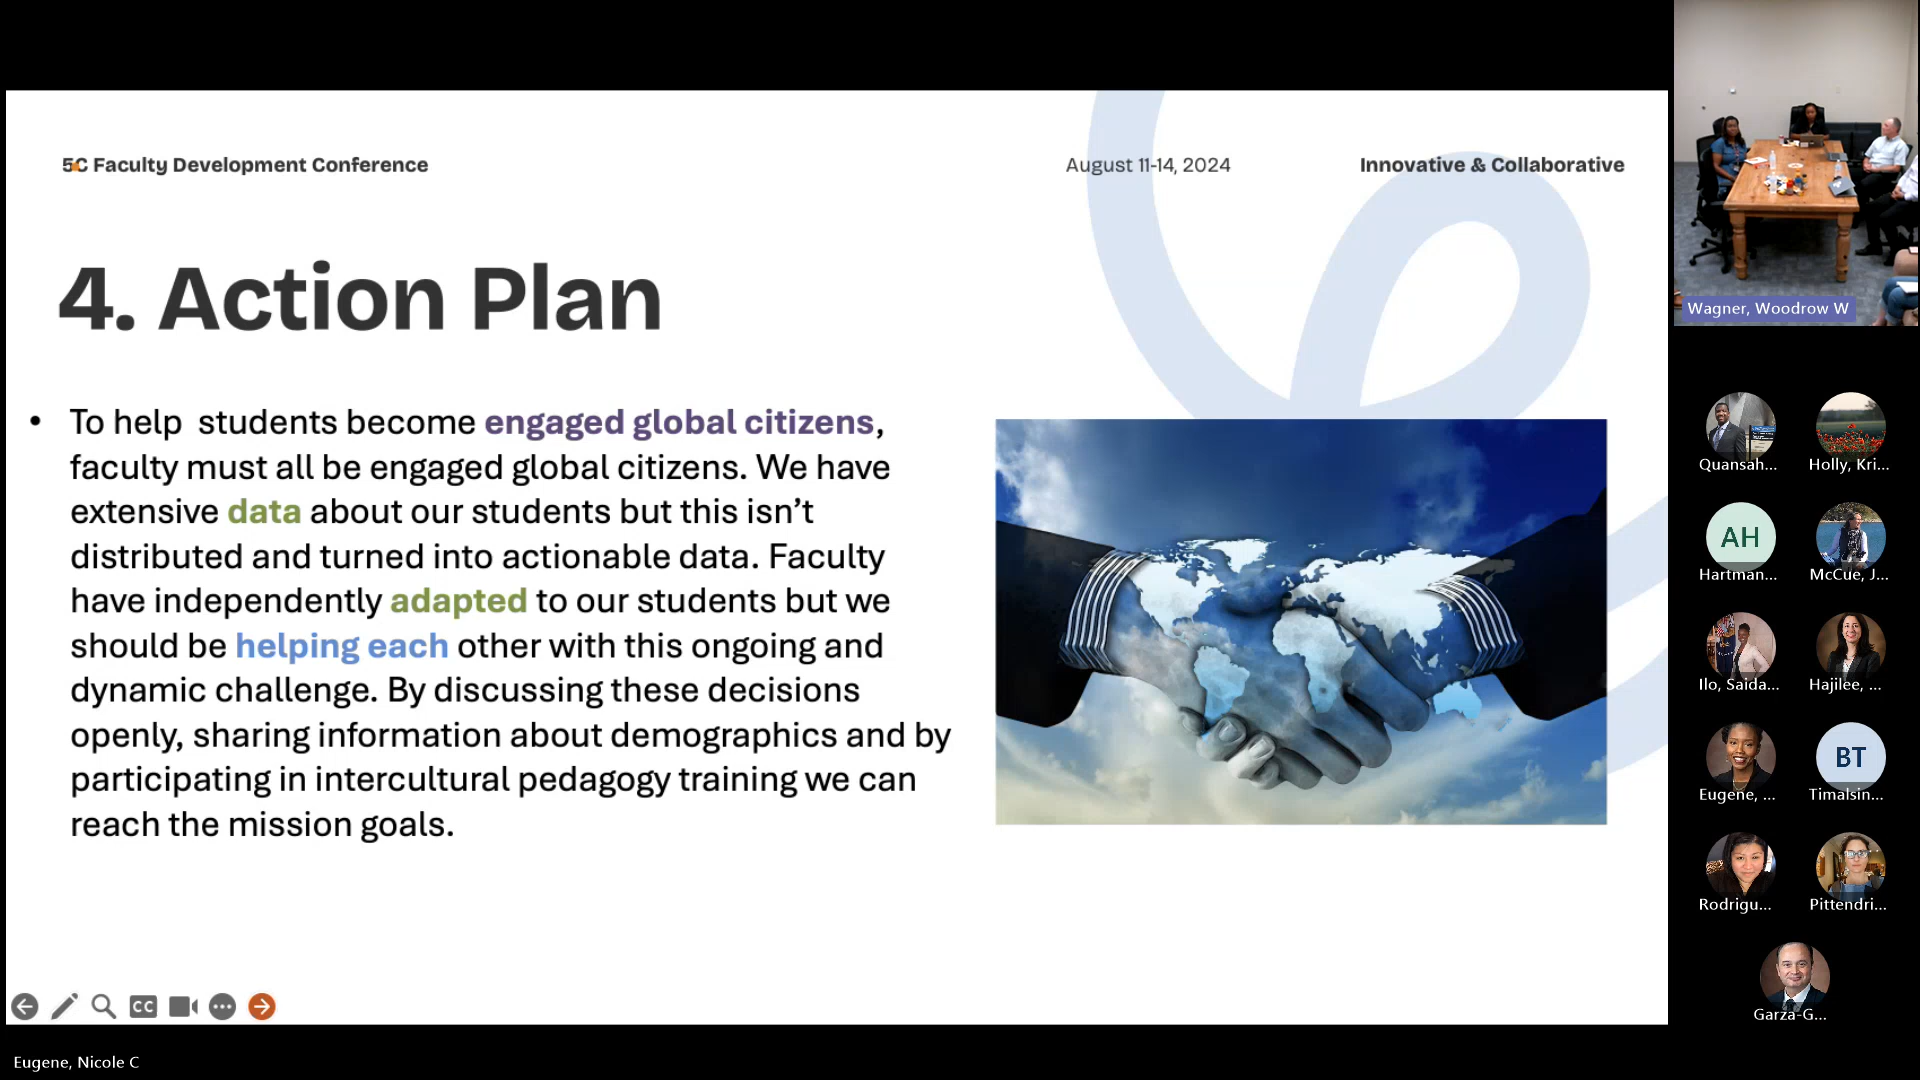 5C Faculty Development Conference
August 11-14, 2024
Innovative & Collaborative
4. Action Plan
• To help  students become engaged global citizens,
faculty must all be engaged global citizens. We have
extensive data about our students but this isn’t
distributed and turned into actionable data. Faculty
have independently adapted to our students but we
should be helping each other with this ongoing and
dynamic challenge. By discussing these decisions
openly, sharing information about demographics and by
participating in intercultural pedagogy training we can
reach the mission goals.
CC
Eugene, Nicole C
Wagner, Woodrow W
Quansah...
Holly, Kri...
AH
Hartman...
McCue, J...
Ilo, Saida...
Hajilee, ...
Eugene, ...
BT
Timalsin...
Rodrigu...
Pittendri...
Garza-G...